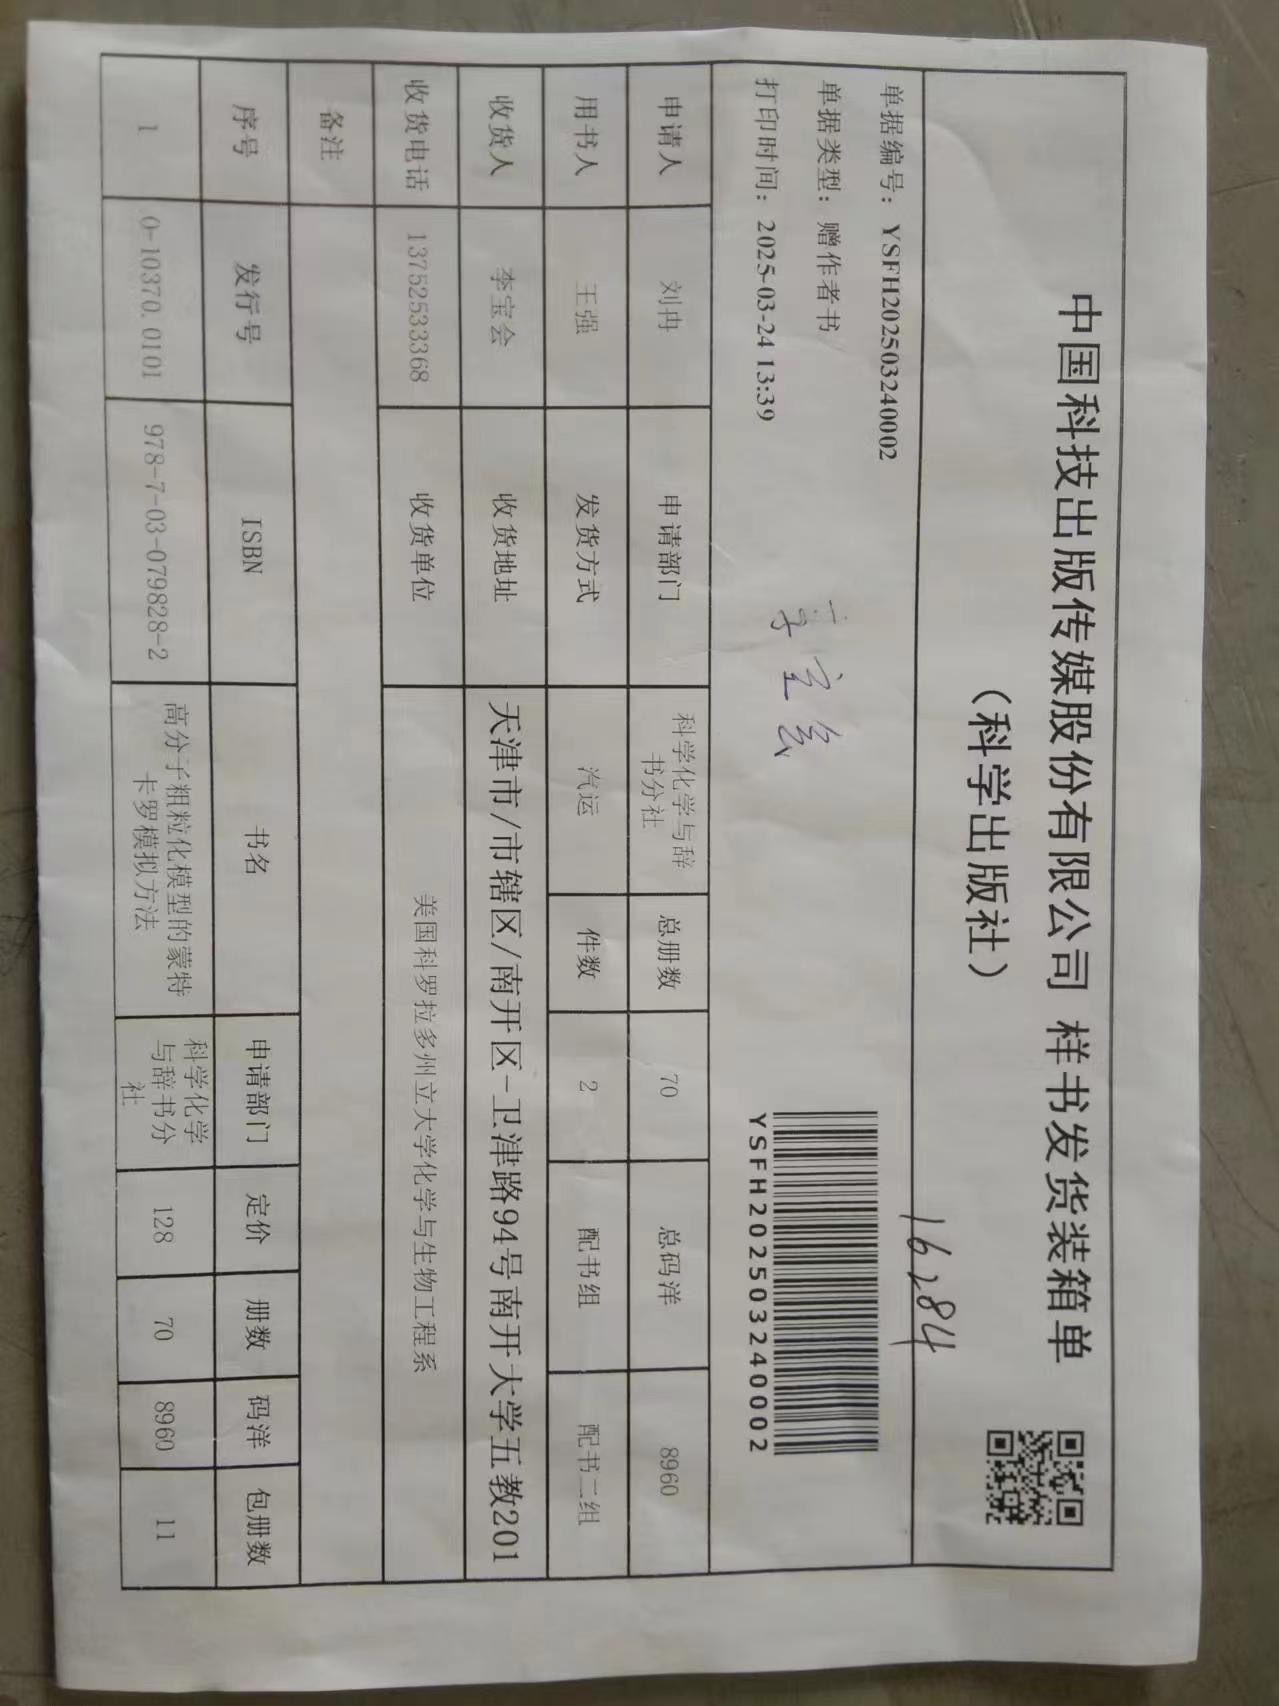 中国科技出版传媒股份有限公司 样书发货装箱单
（科学出版社）
16284
单据编号：YSFH202503240002
单据类型：赠作者书
打印时间：2025-03-24 13:39
李宝会
YSFH202503240002
申请人 刘冉 申请部门 科学化学与辞书分社 总册数 70 总码洋 8960
用书人 王强 发货方式 汽运 件数 2 配书组 配书二组
收货人 李宝会 收货地址 天津市/市辖区/南开区-卫津路94号南开大学五教201
收货电话 13752533368 收货单位 美国科罗拉多州立大学化学与生物工程系
备注
序号 发行号 ISBN 书名 申请部门 定价 册数 码洋 包册数
1 0-10370.0101 978-7-03-079828-2 高分子粗粒化模型的蒙特卡罗模拟方法 科学化学与辞书分社 128 70 8960 11